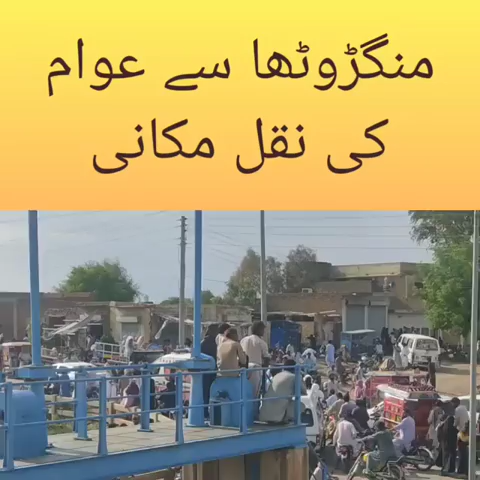 منگڑوٹھا سے عوام
کی نقل مکانی